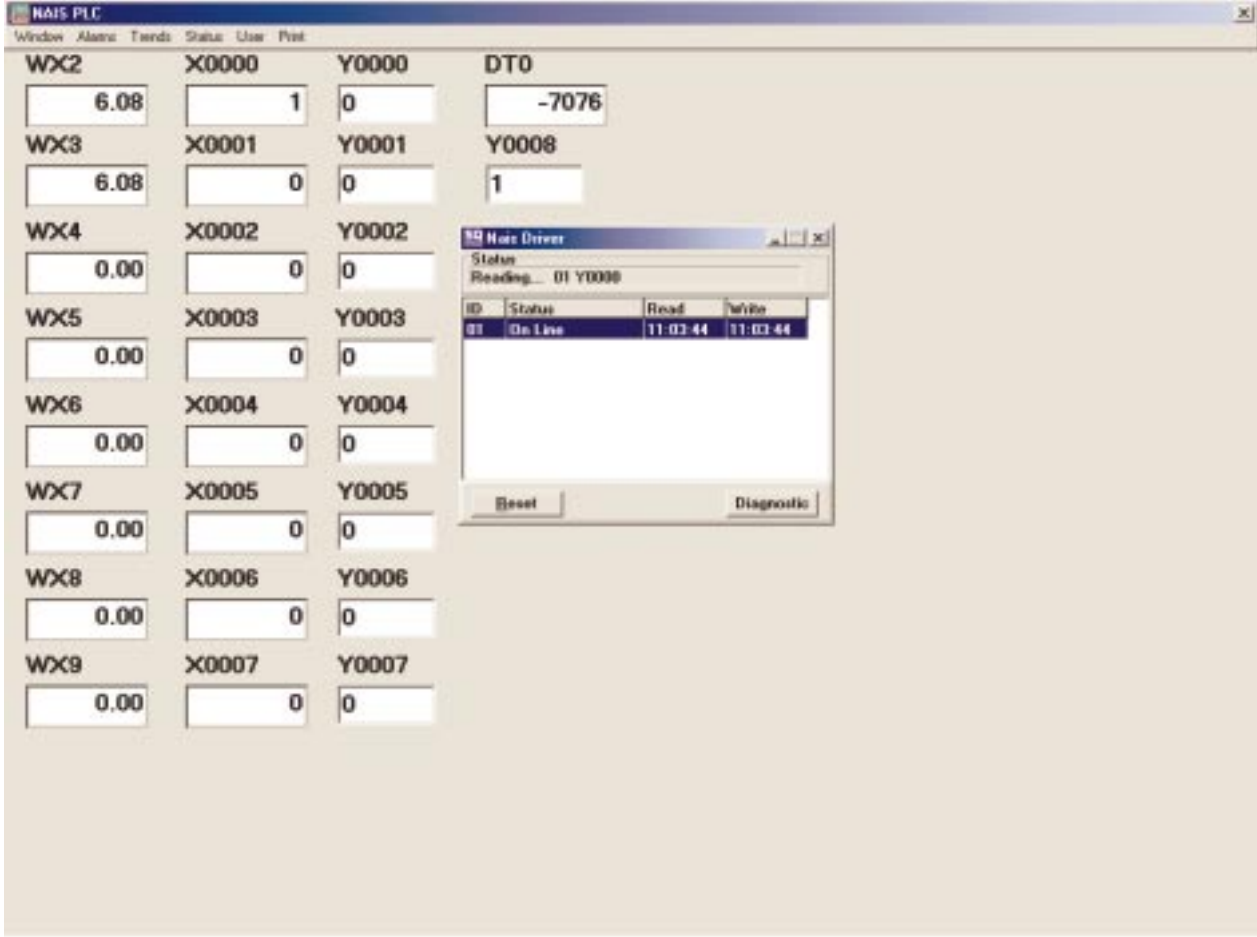 NAIS PLC
Window Alarms Trends Status User Print
WX2 X0000 Y0000 DT0
6.08 1 0 -7076
WX3 X0001 Y0001 Y0008
6.08 0 0 1
WX4 X0002 Y0002
0.00 0 0
WX5 X0003 Y0003
0.00 0 0
WX6 X0004 Y0004
0.00 0 0
WX7 X0005 Y0005
0.00 0 0
WX8 X0006 Y0006
0.00 0 0
WX9 X0007 Y0007
0.00 0 0
Nais Driver
Status
Reading... 01 Y0000
ID Status Read Write
01 On Line 11:03:44 11:03:44
Reset Diagnostic